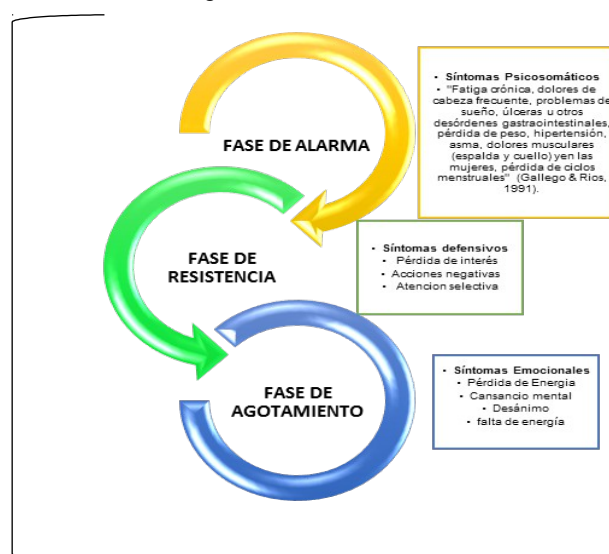 • Síntomas Psicosomáticos
• "Fatiga crónica, dolores de
cabeza frecuente, problemas de
sueño, úlceras u otros
desórdenes gastraointestinales,
pérdida de peso, hipertensión,
asma, dolores musculares
(espalda y cuello) yen las
mujeres, pérdida de ciclos
menstruales" (Gallego & Rios,
1991).
FASE DE ALARMA
• Síntomas defensivos
• Pérdida de interés
• Acciones negativas
• Atencion selectiva
FASE DE
RESISTENCIA
• Síntomas Emocionales
• Pérdida de Energia
• Cansancio mental
• Desánimo
• falta de energía
FASE DE
AGOTAMIENTO